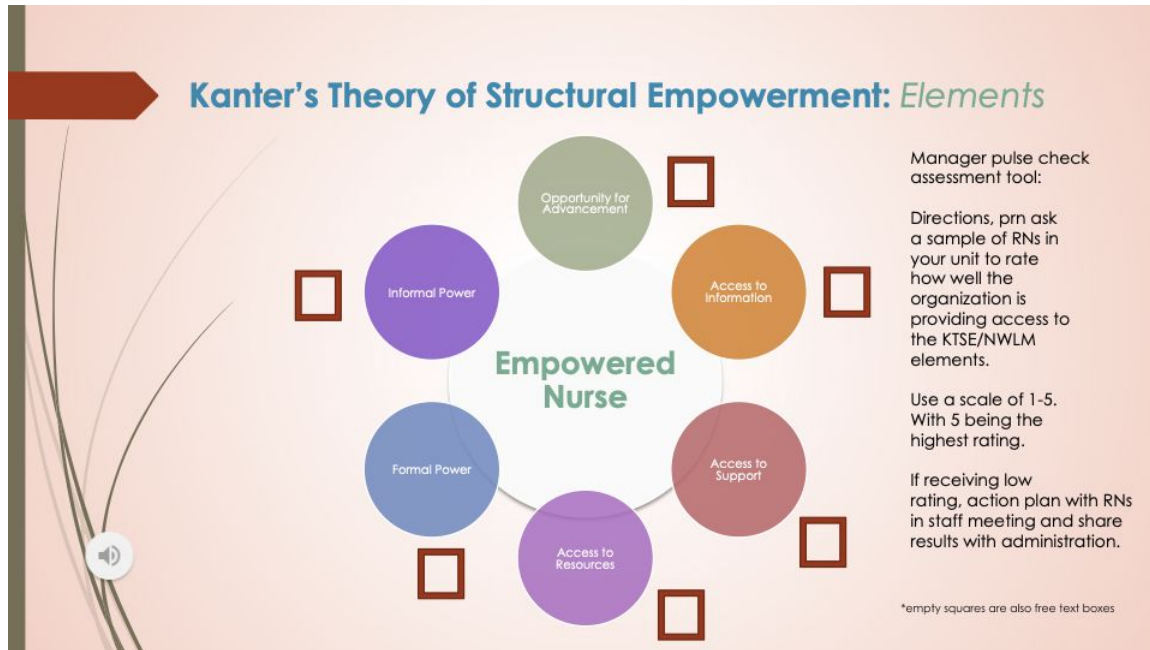 Kanter's Theory of Structural Empowerment: Elements
Opportunity for
Advancement
Informal Power
Access to
Information
Empowered
Nurse
Formal Power
Access to
Support
Access to
Resources
Manager pulse check
assessment tool:
Directions, prn ask
a sample of RNs in
your unit to rate
how well the
organization is
providing access to
the KTSE/NWLM
elements.
Use a scale of 1-5.
With 5 being the
highest rating.
If receiving low
rating, action plan with RNs
in staff meeting and share
results with administration.
*empty squares are also free text boxes